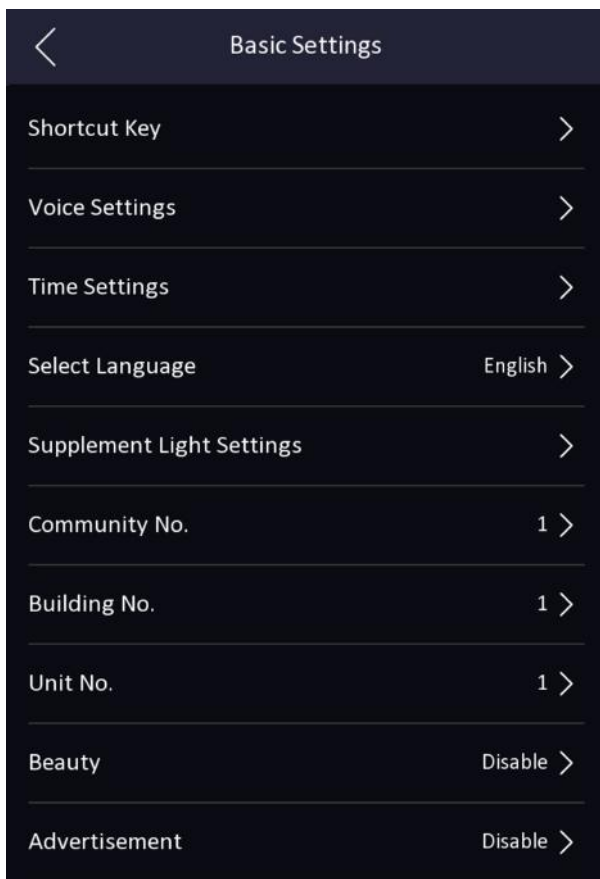 Basic Settings
Shortcut Key
Voice Settings
Time Settings
Select Language English
Supplement Light Settings
Community No. 1
Building No. 1
Unit No. 1
Beauty Disable
Advertisement Disable